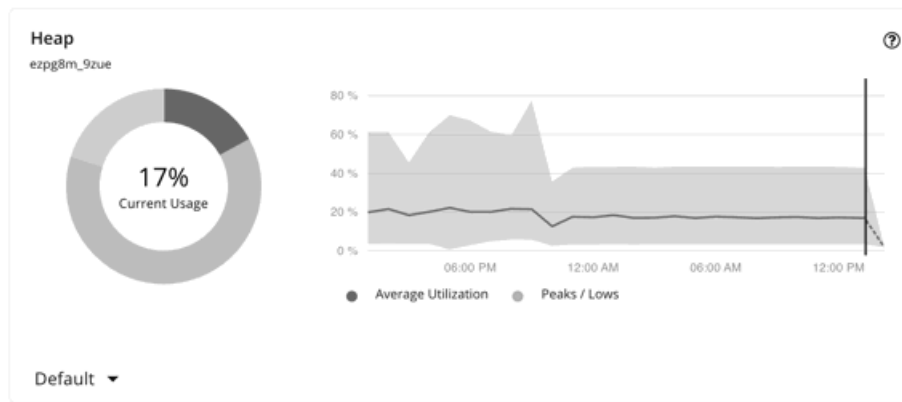 Heap
ezpg8m_9zue
17%
Current Usage
80 %
60 %
40 %
20 %
0 %
06:00 PM 12:00 AM 06:00 AM 12:00 PM
Average Utilization Peaks / Lows
Default